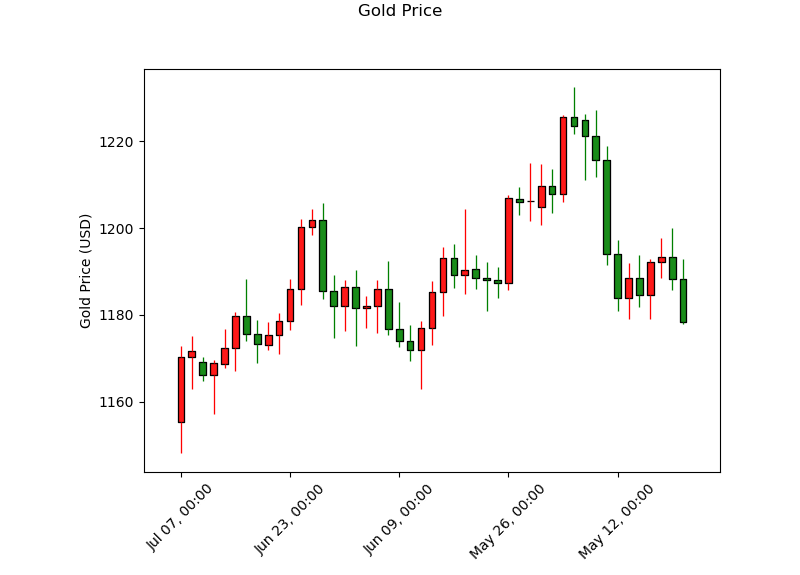 Gold Price
Gold Price (USD)
1220
1200
1180
1160
Jul 07, 00:00
Jun 23, 00:00
Jun 09, 00:00
May 26, 00:00
May 12, 00:00